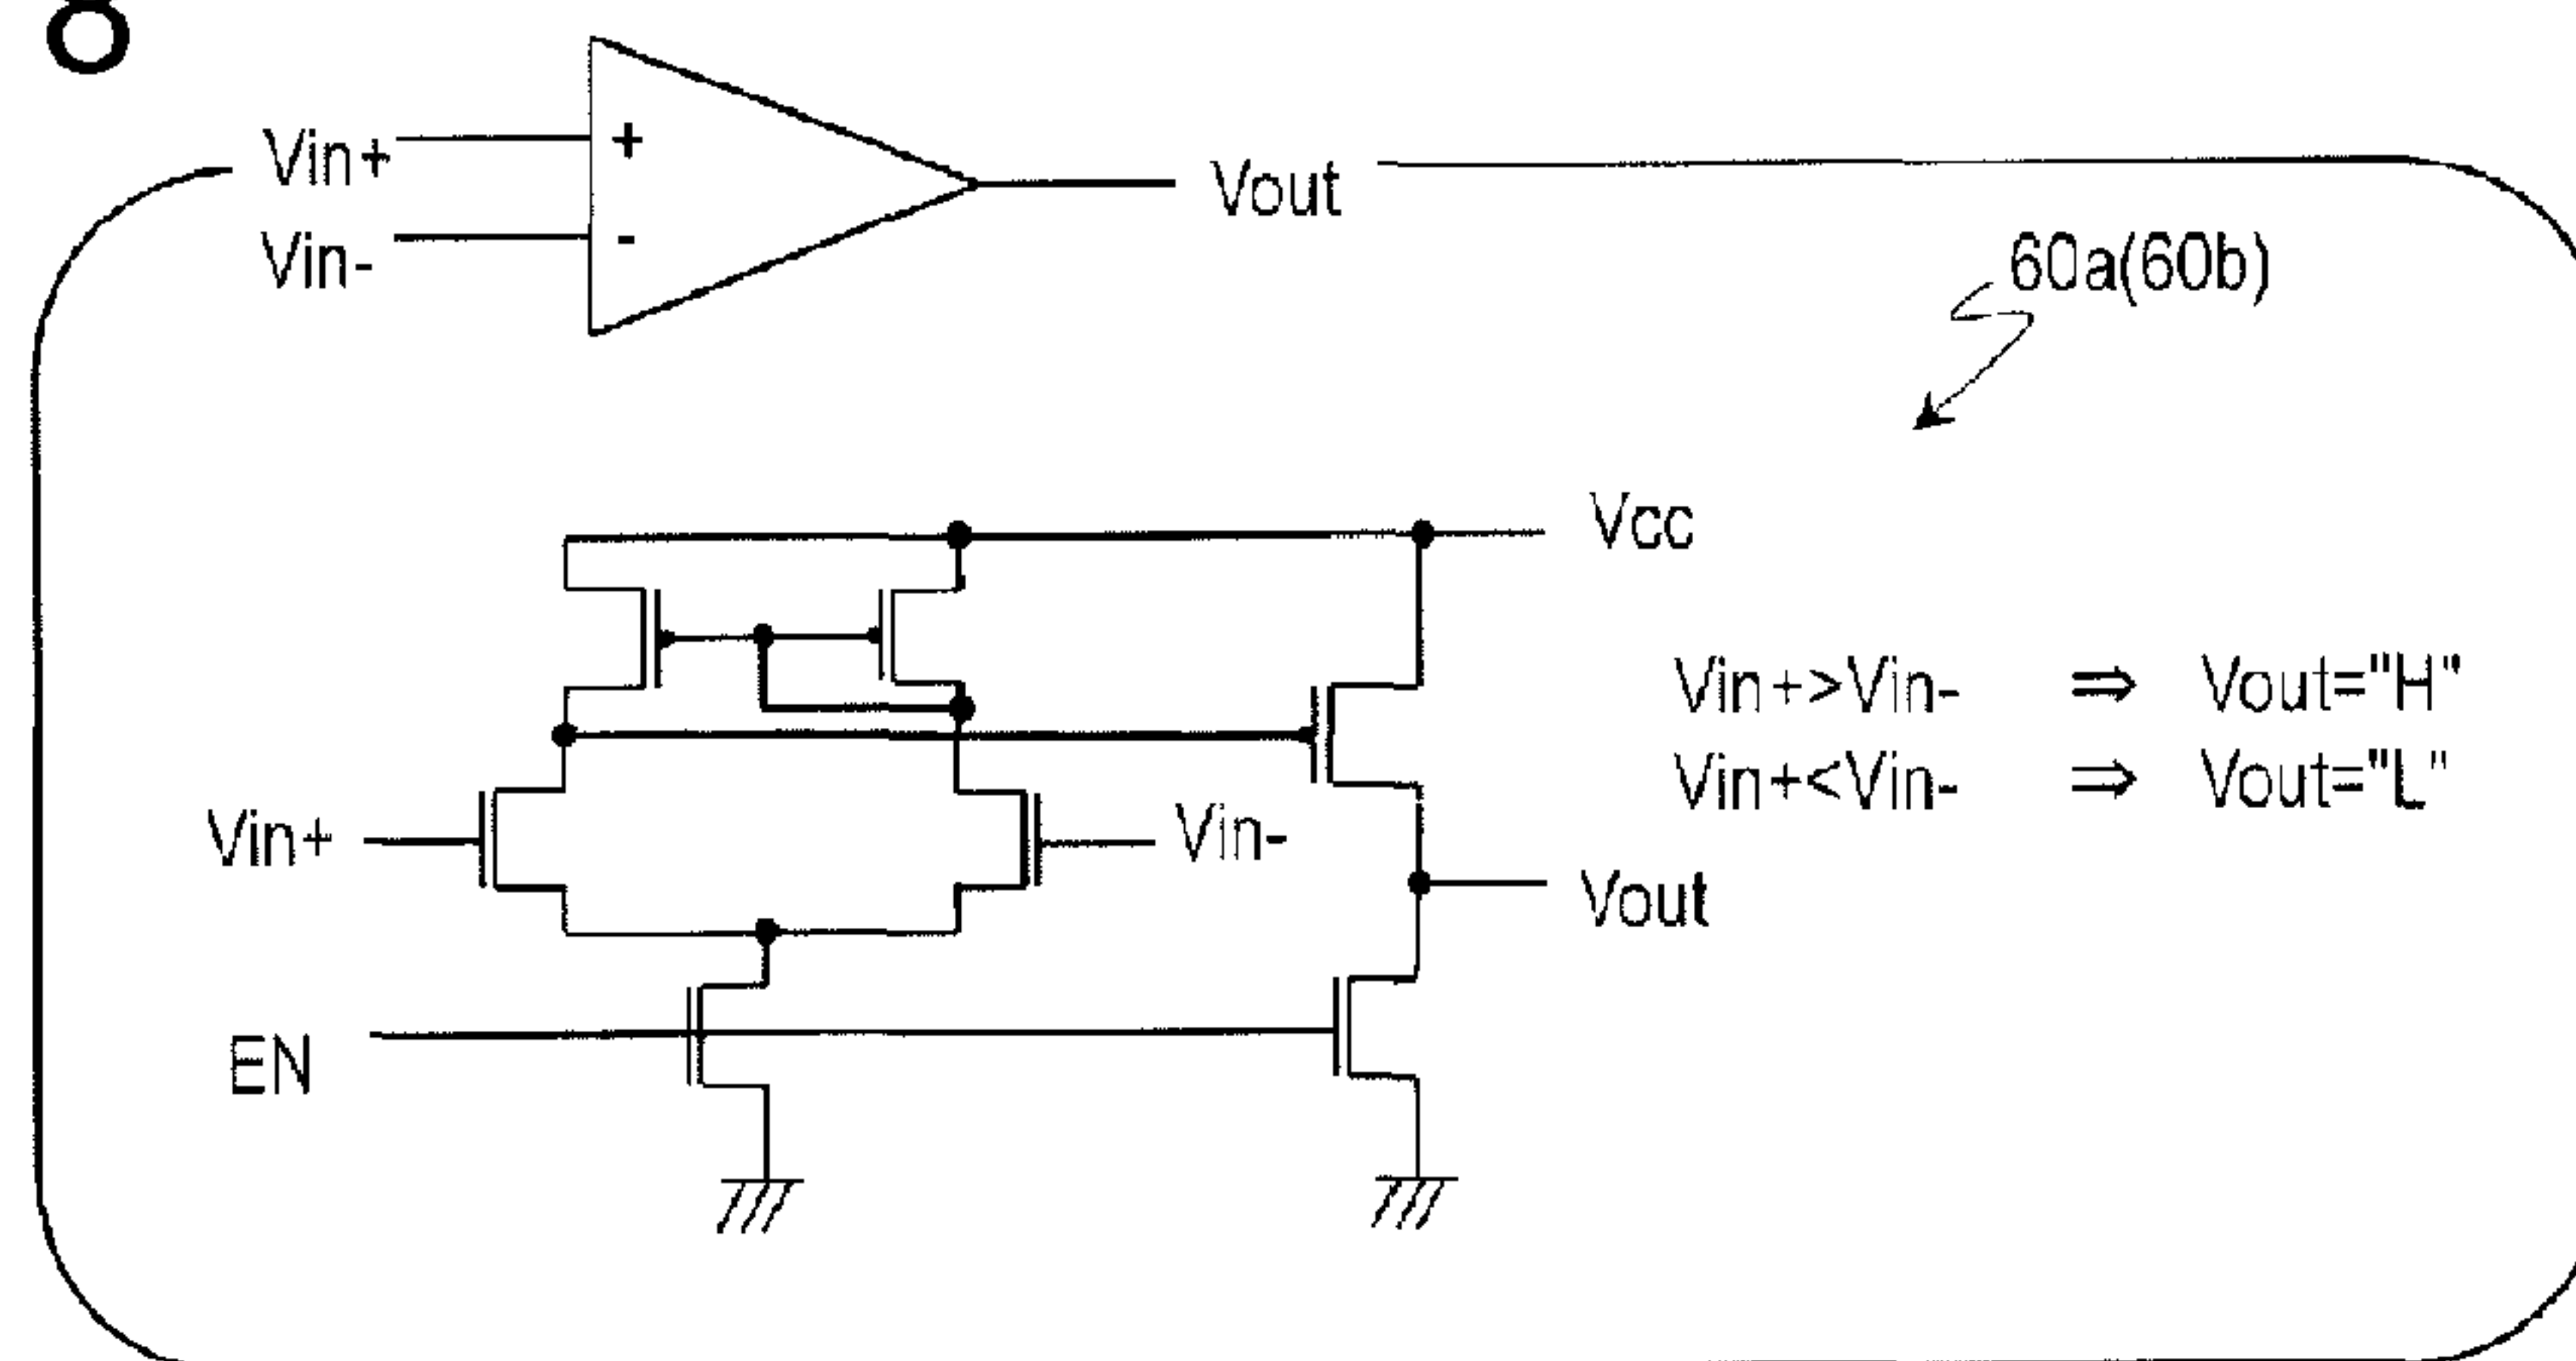 8
Vin+
+
Vin-
-
Vout
60a(60b)
Vcc
Vin+>Vin- ⇒ Vout="H"
Vin+<Vin- ⇒ Vout="L"
Vin+
Vin-
Vout
EN